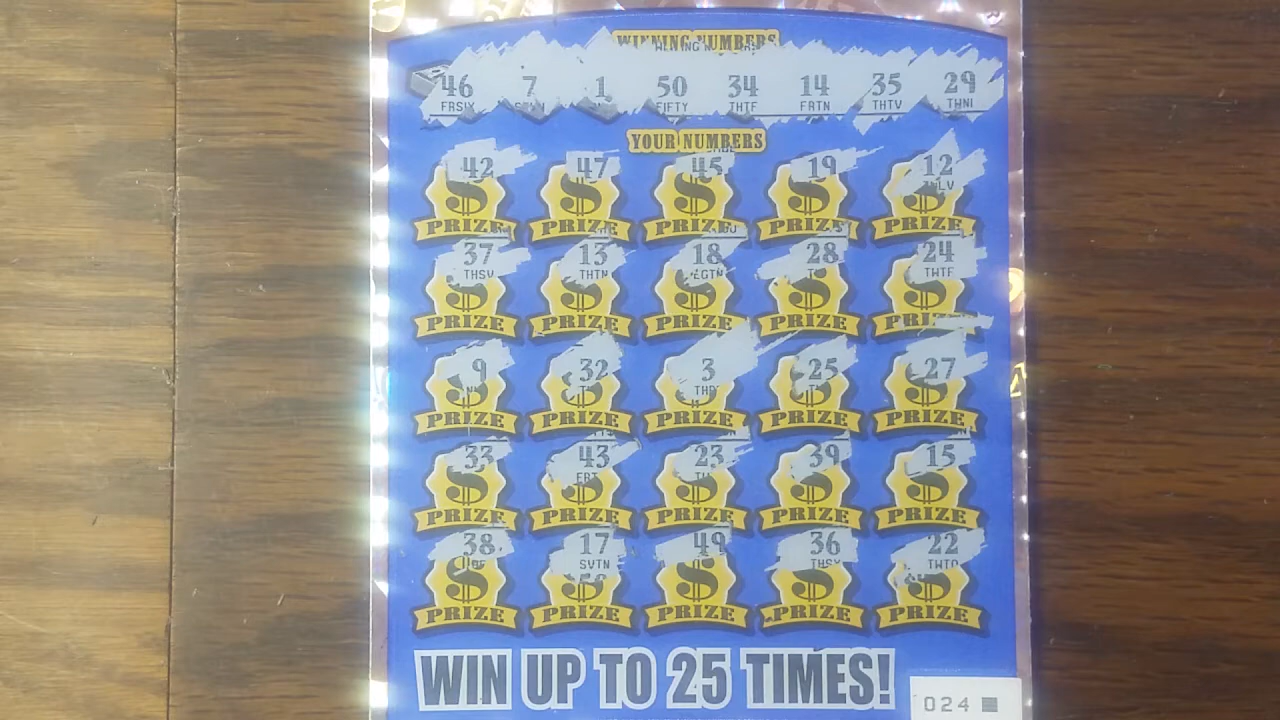 WINNING NUMBERS
46 7 1 50 34 14 35 29
FRSIX FIFTY THTF FRTN THTV TWNI
YOUR NUMBERS
42 47 45 19 12
PRIZE PRIZE PRIZE PRIZE PRIZE
37 13 18 28 24
THSV THTN EGTN TWTF
PRIZE PRIZE PRIZE PRIZE PRIZE
9 32 3 25 27
PRIZE PRIZE PRIZE PRIZE PRIZE
33 43 23 39 15
PRIZE PRIZE PRIZE PRIZE PRIZE
38 17 49 36 22
SVTN THSX
PRIZE PRIZE PRIZE PRIZE PRIZE
WIN UP TO 25 TIMES!
024